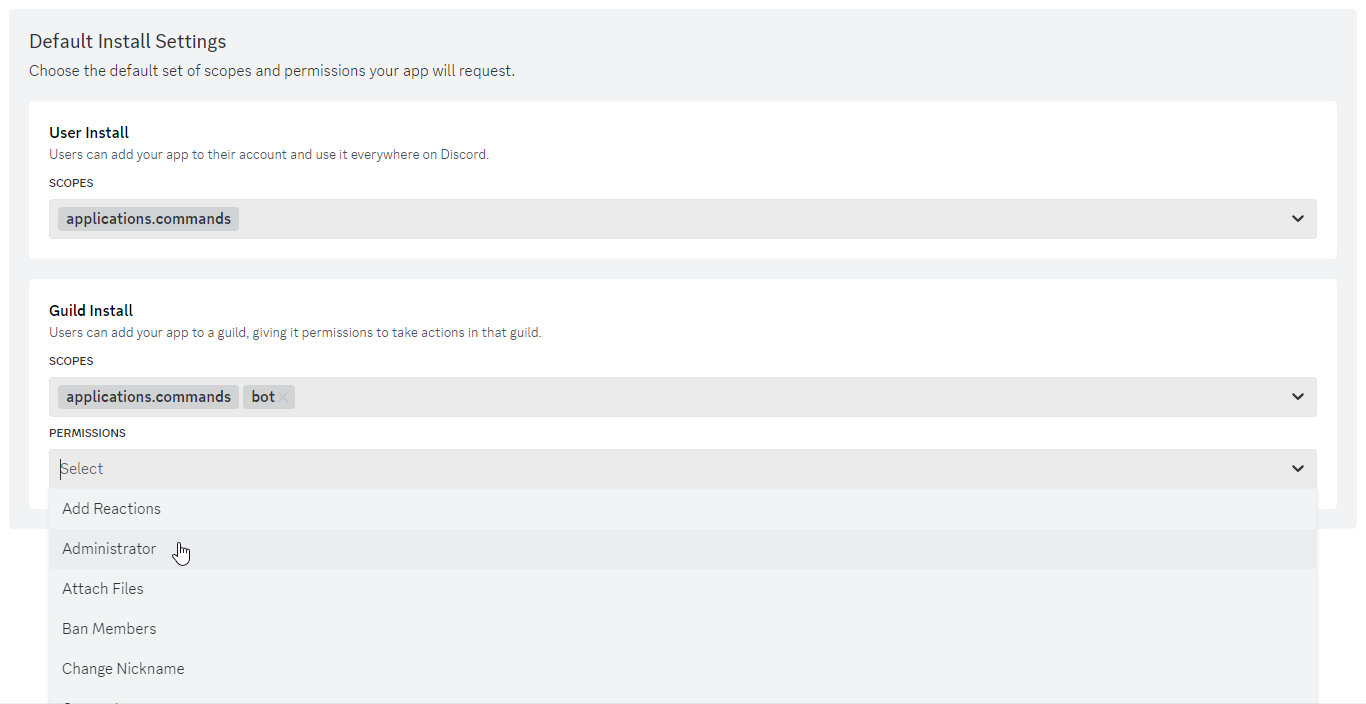 Default Install Settings
Choose the default set of scopes and permissions your app will request.
User Install
Users can add your app to their account and use it everywhere on Discord.
SCOPES
applications.commands
Guild Install
Users can add your app to a guild, giving it permissions to take actions in that guild.
SCOPES
applications.commands bot
PERMISSIONS
Select
Add Reactions
Administrator
Attach Files
Ban Members
Change Nickname